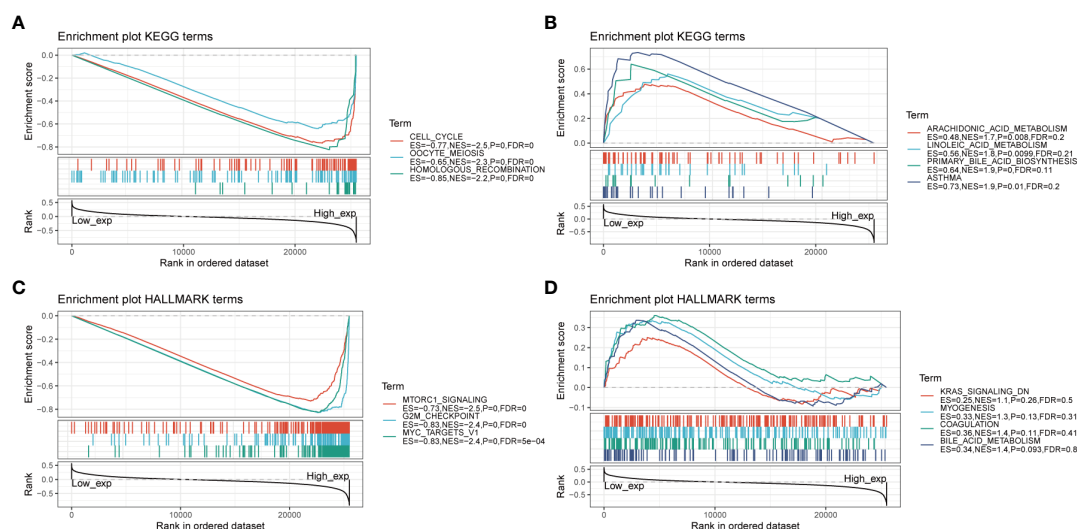 A
Enrichment plot KEGG terms
0.0
−0.2
−0.4
−0.6
−0.8
Enrichment score
Term
CELL_CYCLE
ES=−0.77,NES=−2.5,P=0,FDR=0
OOCYTE_MEIOSIS
ES=−0.65,NES=−2.3,P=0,FDR=0
HOMOLOGOUS_RECOMBINATION
ES=−0.85,NES=−2.2,P=0,FDR=0
0.5
0.0
−0.5
Rank
Low_exp
High_exp
0
10000
20000
Rank in ordered dataset
B
Enrichment plot KEGG terms
0.6
0.4
0.2
0.0
Enrichment score
Term
ARACHIDONIC_ACID_METABOLISM
ES=0.48,NES=1.7,P=0.008,FDR=0.2
LINOLEIC_ACID_METABOLISM
ES=0.56,NES=1.8,P=0.0099,FDR=0.21
PRIMARY_BILE_ACID_BIOSYNTHESIS
ES=0.64,NES=1.9,P=0,FDR=0.11
ASTHMA
ES=0.73,NES=1.9,P=0.01,FDR=0.2
0.5
0.0
−0.5
Rank
Low_exp
High_exp
0
10000
20000
Rank in ordered dataset
C
Enrichment plot HALLMARK terms
0.0
−0.2
−0.4
−0.6
−0.8
Enrichment score
Term
MTORC1_SIGNALING
ES=−0.73,NES=−2.5,P=0,FDR=0
G2M_CHECKPOINT
ES=−0.83,NES=−2.4,P=0,FDR=0
MYC_TARGETS_V1
ES=−0.83,NES=−2.4,P=0,FDR=5e−04
0.5
0.0
−0.5
Rank
Low_exp
High_exp
0
10000
20000
Rank in ordered dataset
D
Enrichment plot HALLMARK terms
0.3
0.2
0.1
0.0
−0.1
Enrichment score
Term
KRAS_SIGNALING_DN
ES=0.25,NES=1.1,P=0.26,FDR=0.5
MYOGENESIS
ES=0.33,NES=1.3,P=0.13,FDR=0.31
COAGULATION
ES=0.36,NES=1.4,P=0.11,FDR=0.41
BILE_ACID_METABOLISM
ES=0.34,NES=1.4,P=0.093,FDR=0.8
0.5
0.0
−0.5
Rank
Low_exp
High_exp
0
10000
20000
Rank in ordered dataset